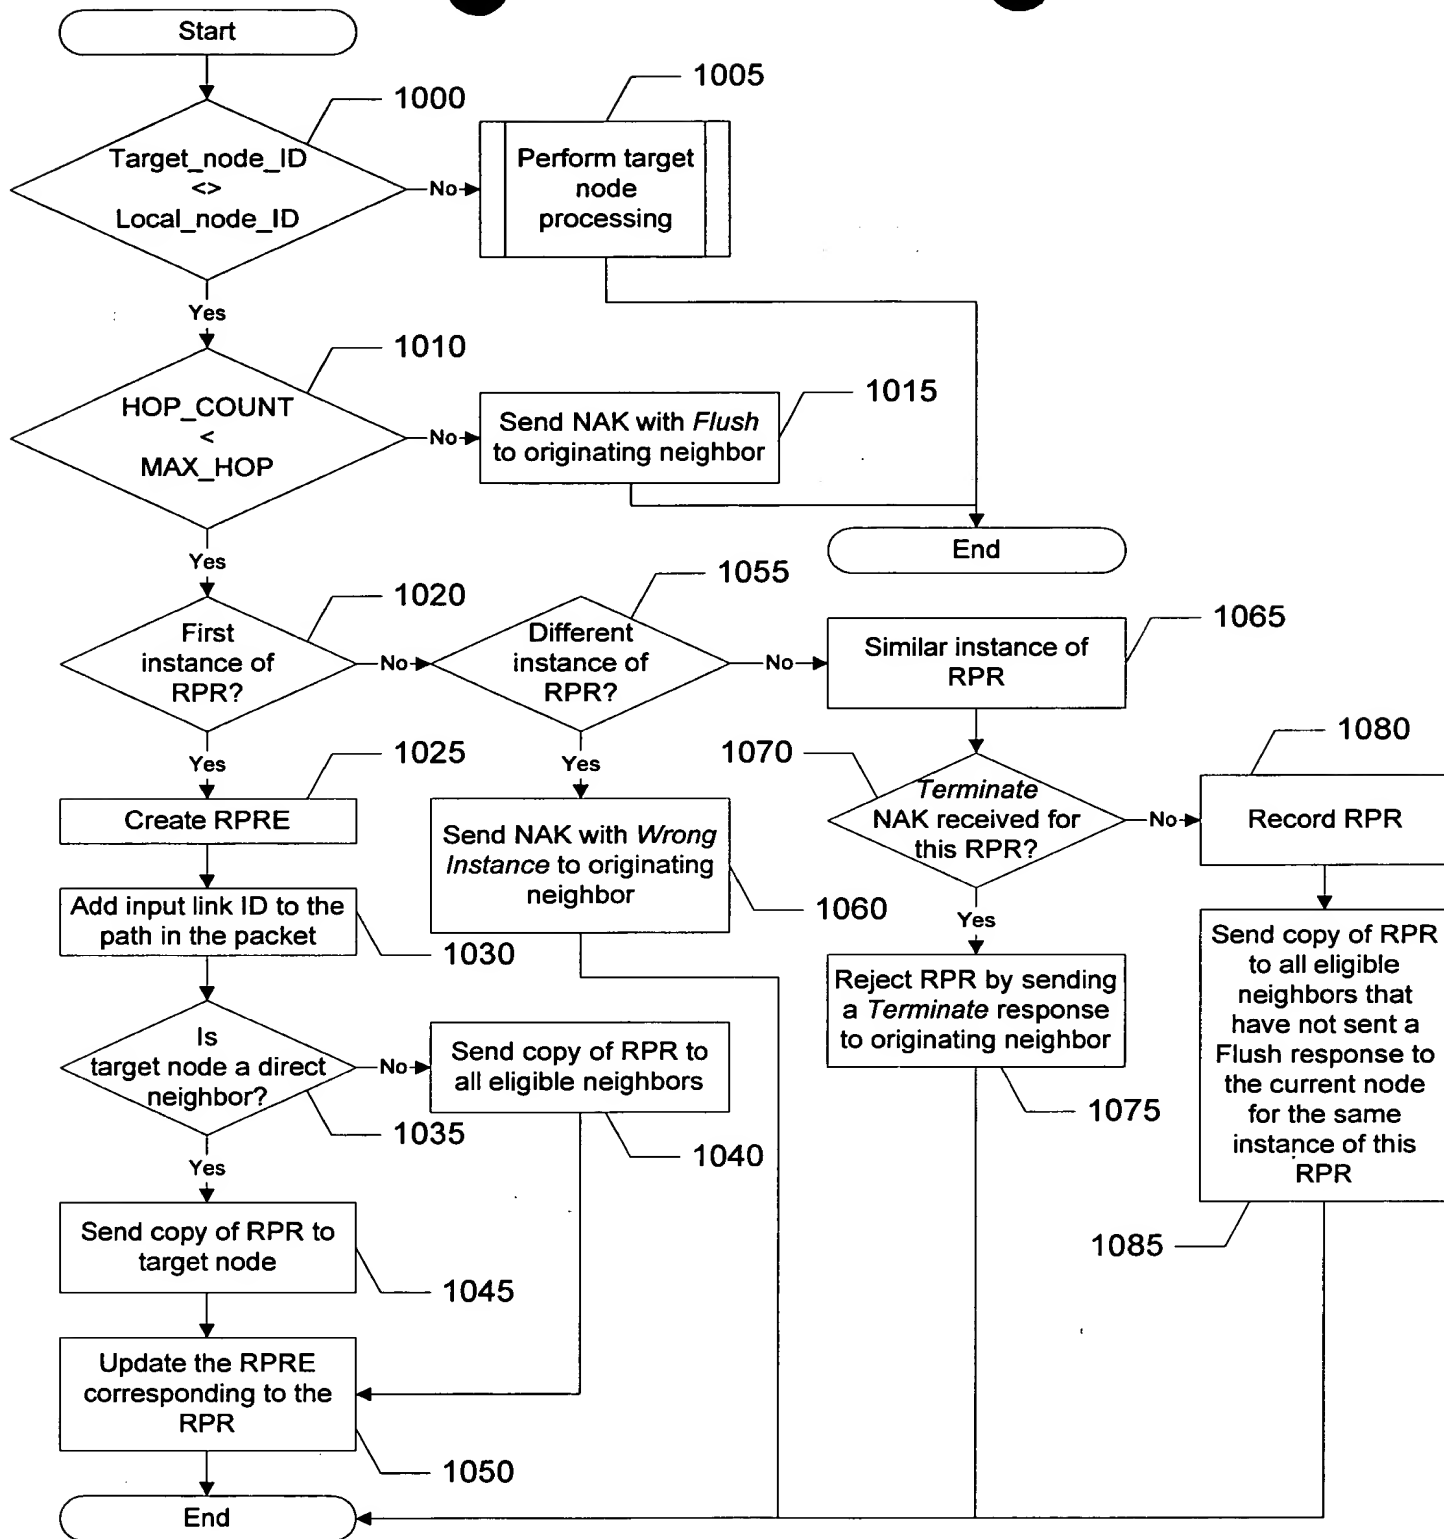 Start
1000
Target_node_ID
<>
Local_node_ID
No
1005
Perform target
node
processing
Yes
1010
HOP_COUNT
<
MAX_HOP
No
1015
Send NAK with Flush
to originating neighbor
Yes
End
1020
First
instance of
RPR?
No
1055
Different
instance of
RPR?
No
1065
Similar instance of
RPR
Yes
1025
Create RPRE
Yes
Send NAK with Wrong
Instance to originating
neighbor
1060
1070
Terminate
NAK received for
this RPR?
No
1080
Record RPR
Add input link ID to the
path in the packet
1030
Yes
Reject RPR by sending
a Terminate response
to originating neighbor
1075
Send copy of RPR
to all eligible
neighbors that
have not sent a
Flush response to
the current node
for the same
instance of this
RPR
1085
Is
target node a direct
neighbor?
1035
No
Send copy of RPR to
all eligible neighbors
1040
Yes
Send copy of RPR to
target node
1045
Update the RPRE
corresponding to the
RPR
1050
End